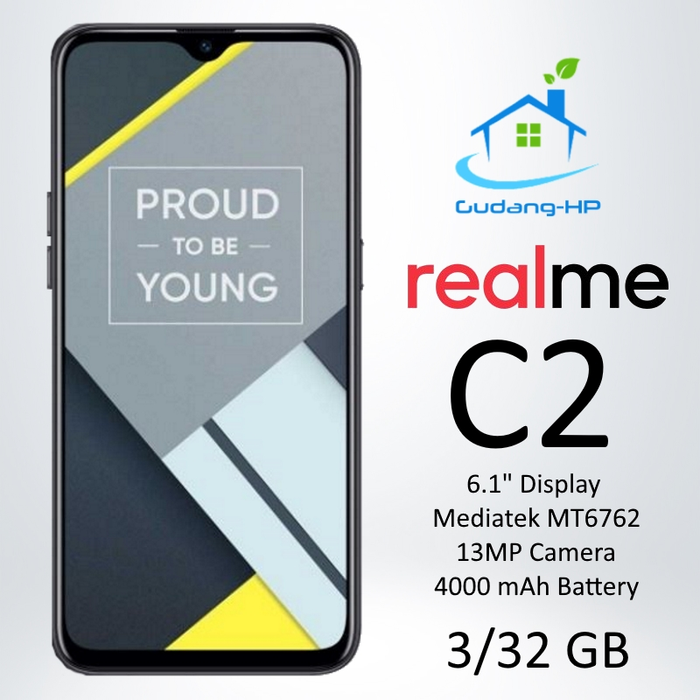 PROUD
TO BE
YOUNG
Gudang-HP
realme
C2
6.1" Display
Mediatek MT6762
13MP Camera
4000 mAh Battery
3/32 GB